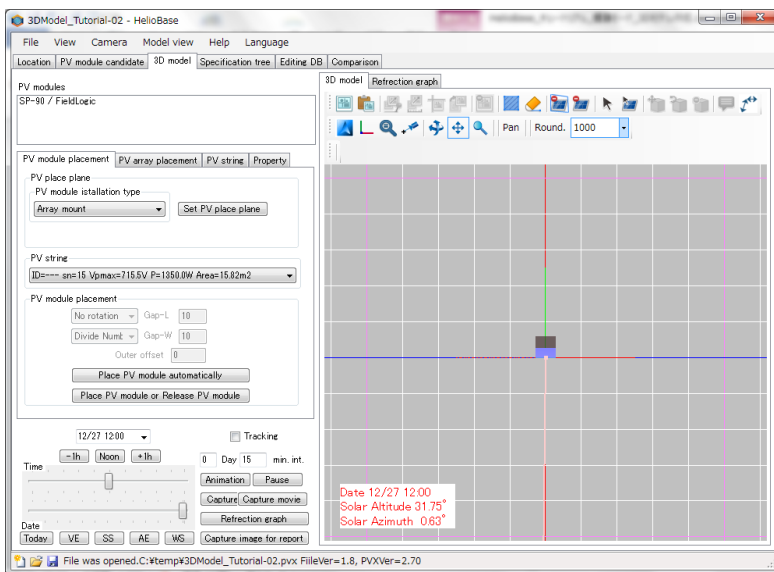 3DModel_Tutorial-02 - HelioBase
File View Camera Model view Help Language
Location PV module candidate 3D model Specification tree Editing DB Comparison
PV modules
SP-90 / FieldLogic
PV module placement PV array placement PV string Property
PV place plane
PV module istallation type
Array mount Set PV place plane
PV string
ID=--- sn=15 Vpmax=715.5V P=1350.0W Area=15.82m2
PV module placement
No rotation Gap-L 10
Divide Numb Gap-W 10
Outer offset 0
Place PV module automatically
Place PV module or Release PV module
12/27 12:00 Tracking
-1h Noon +1h 0 Day 15 min. int.
Time
Animation Pause
Capture Capture movie
Refrection graph
Date
Today VE SS AE WS Capture image for report
3D model Refrection graph
Pan Round. 1000
Date 12/27 12:00
Solar Altitude 31.75°
Solar Azimuth 0.63°
File was opened.C:¥temp¥3DModel_Tutorial-02.pvx FiileVer=1.8, PVXVer=2.70